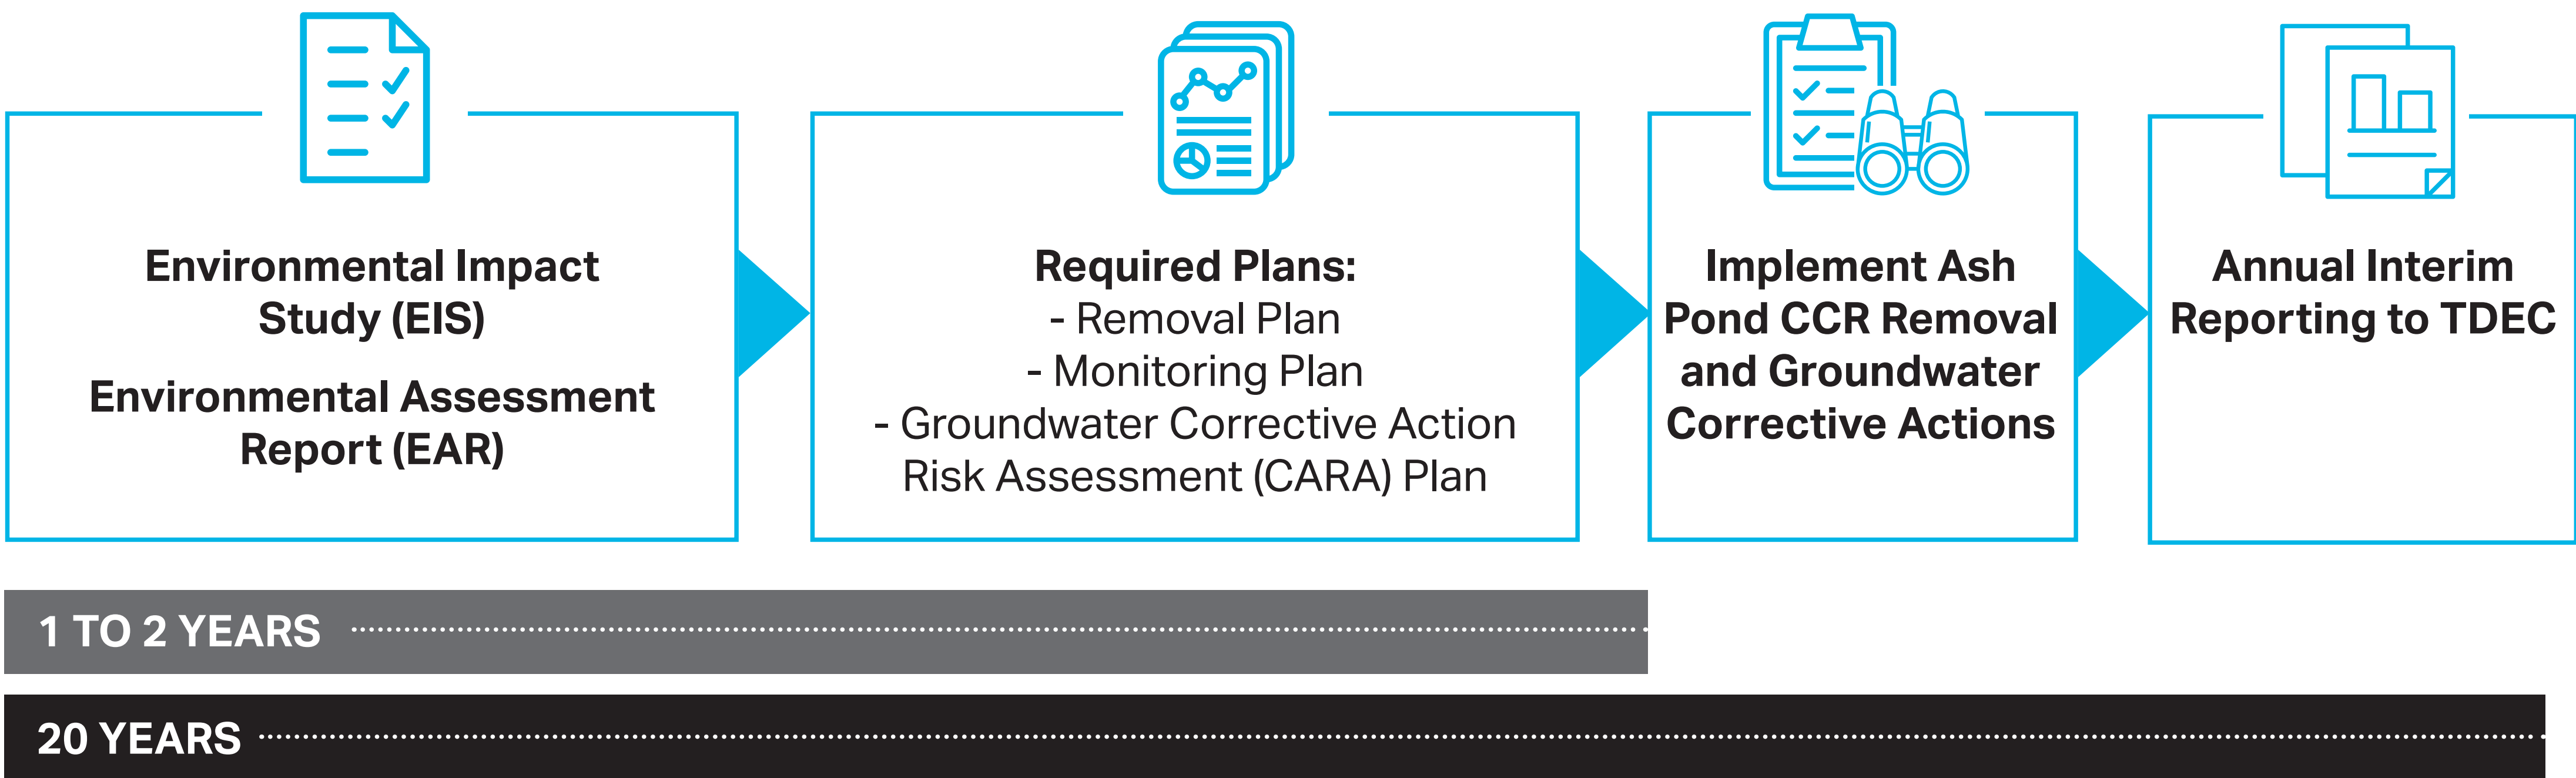 Environmental Impact
Study (EIS)
Environmental Assessment
Report (EAR)
Required Plans:
- Removal Plan
- Monitoring Plan
- Groundwater Corrective Action
Risk Assessment (CARA) Plan
Implement Ash
Pond CCR Removal
and Groundwater
Corrective Actions
Annual Interim
Reporting to TDEC
1 TO 2 YEARS
20 YEARS